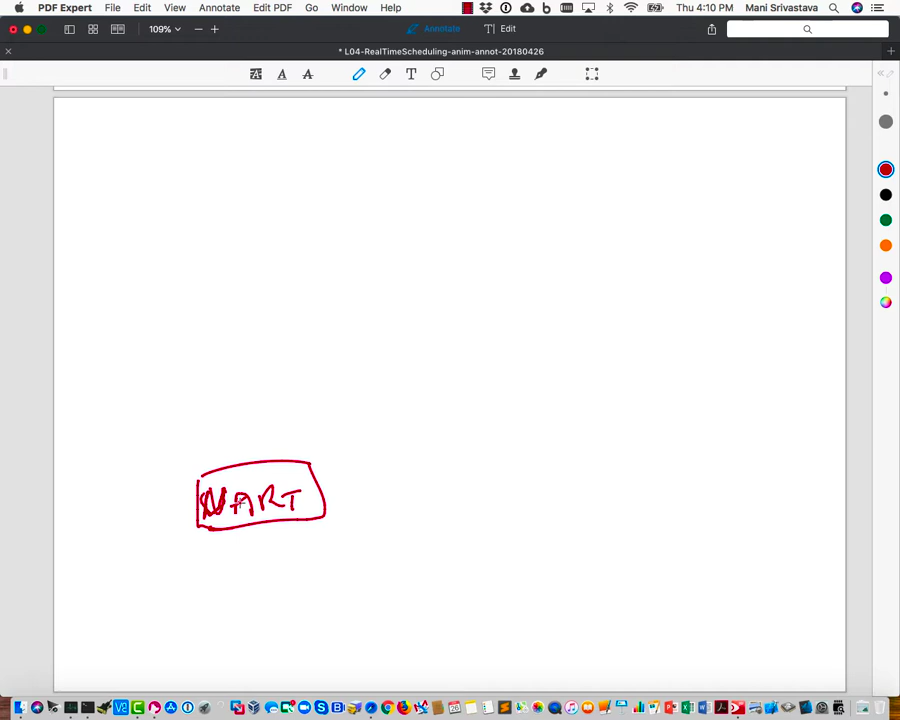 PDF Expert File Edit View Annotate Edit PDF Go Window Help Thu 4:10 PM Mani Srivastava
109% Annotate Edit
* L04-RealTimeScheduling-anim-annot-20180426
A A A T
ART